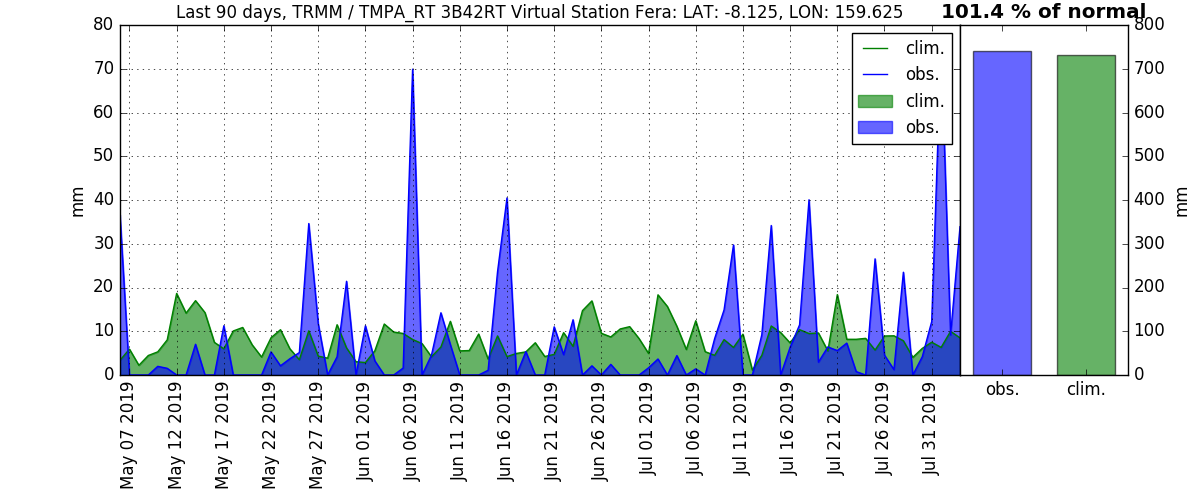 Last 90 days, TRMM / TMPA_RT 3B42RT Virtual Station Fera: LAT: -8.125, LON: 159.625
101.4 % of normal
80
70
60
50
40
30
20
10
0
mm
clim.
obs.
clim.
obs.
800
700
600
500
400
300
200
100
0
mm
obs.
clim.
May 07 2019
May 12 2019
May 17 2019
May 22 2019
May 27 2019
Jun 01 2019
Jun 06 2019
Jun 11 2019
Jun 16 2019
Jun 21 2019
Jun 26 2019
Jul 01 2019
Jul 06 2019
Jul 11 2019
Jul 16 2019
Jul 21 2019
Jul 26 2019
Jul 31 2019